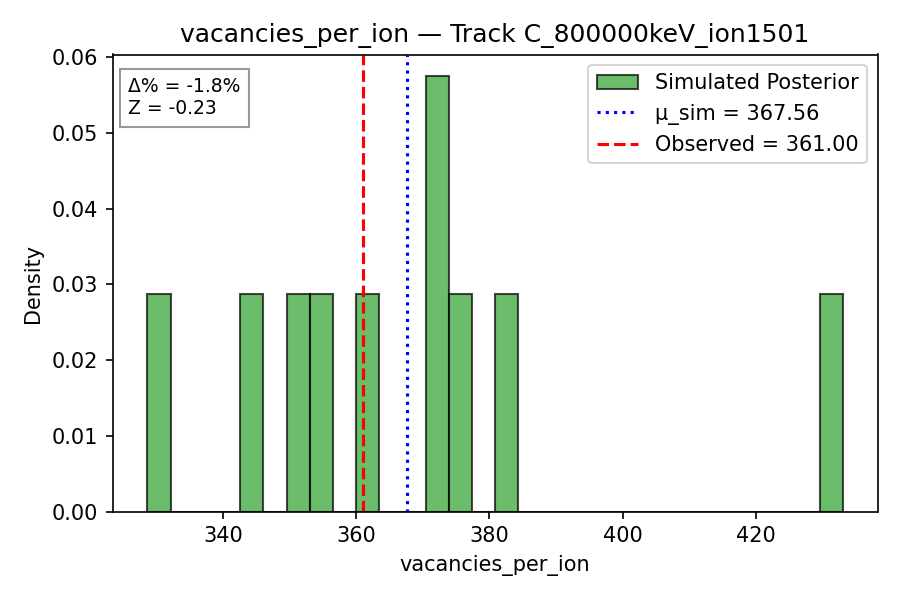 vacancies_per_ion — Track C_800000keV_ion1501
Δ% = -1.8%
Z = -0.23
Simulated Posterior
μ_sim = 367.56
Observed = 361.00
0.06
0.05
0.04
0.03
0.02
0.01
0.00
Density
340
360
380
400
420
vacancies_per_ion